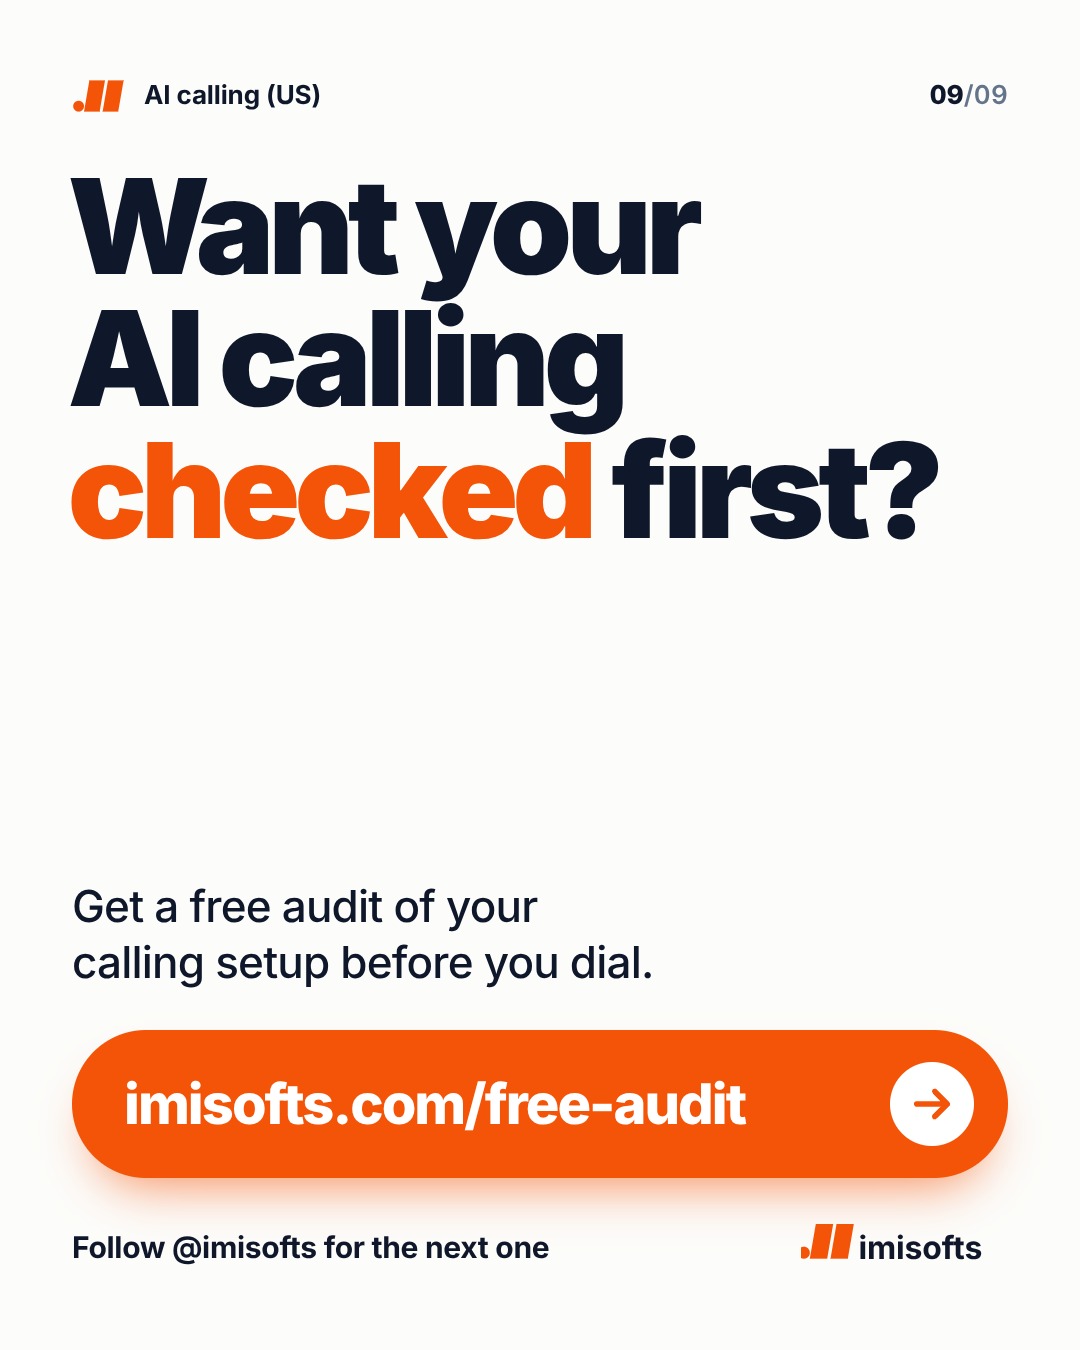 AI calling (US)
09/09
Want your
AI calling
checked first?
Get a free audit of your
calling setup before you dial.
imisofts.com/free-audit
Follow @imisofts for the next one
imisofts